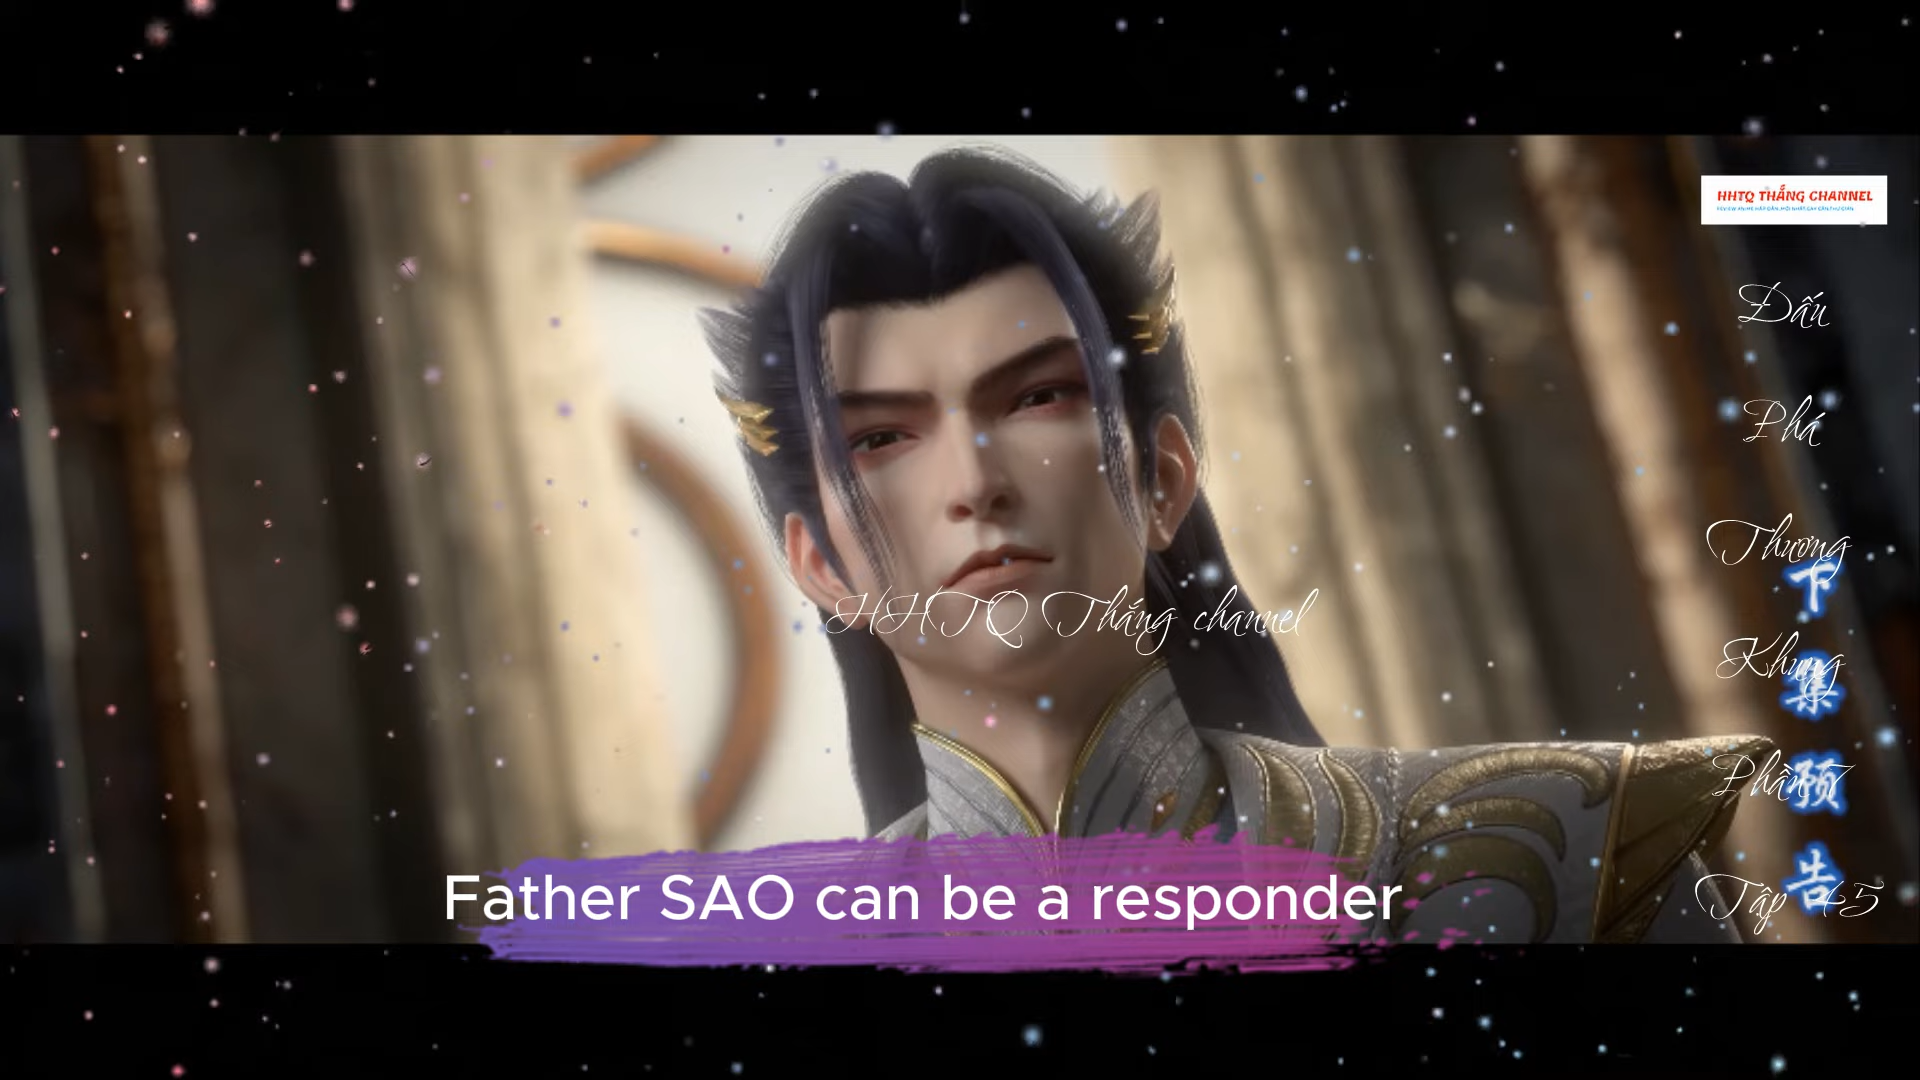 HHTQ THẮNG CHANNEL
Đấu
Phá
Thương
Khung
Phần 7
Tập 45
下集预告
HHTQ Thắng channel
Father SAO can be a responder